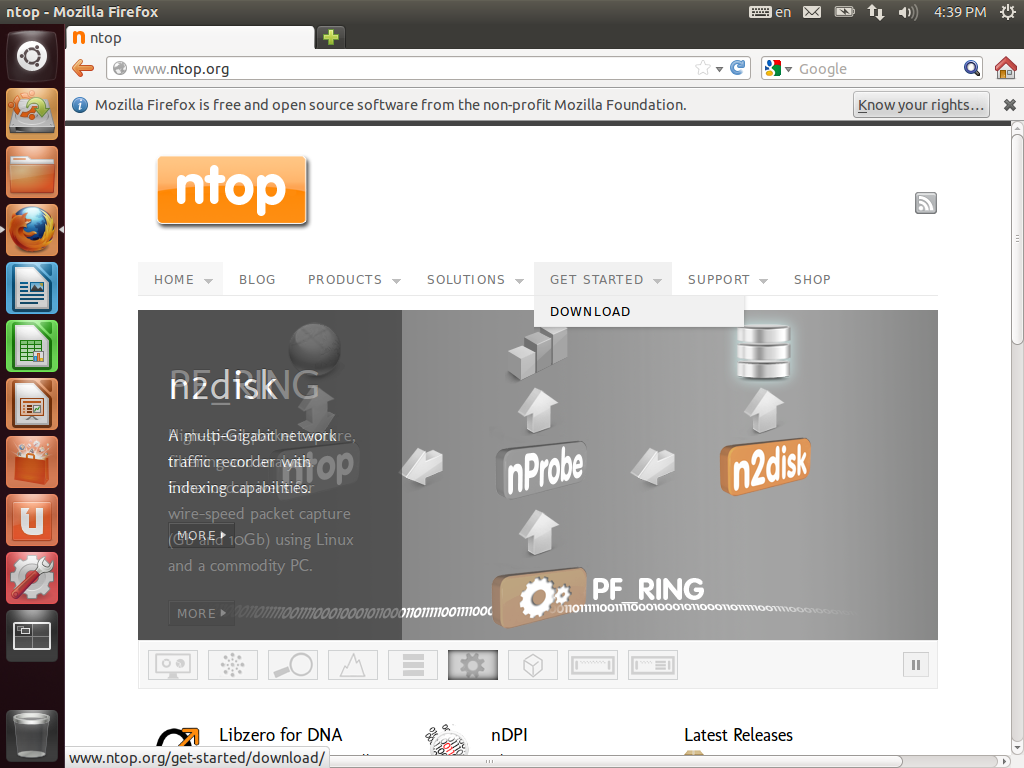 ntop - Mozilla Firefox
en
4:39 PM
ntop
www.ntop.org
Google
Mozilla Firefox is free and open source software from the non-profit Mozilla Foundation.
Know your rights...
ntop
HOME
BLOG
PRODUCTS
SOLUTIONS
GET STARTED
SUPPORT
SHOP
DOWNLOAD
PF_RING
n2disk
A multi-Gigabit network
traffic recorder with
indexing capabilities.
wire-speed packet capture
(Gb and 10Gb) using Linux
and a commodity PC.
MORE
MORE
ntop
nProbe
n2disk
PF_RING
Libzero for DNA
nDPI
Latest Releases
www.ntop.org/get-started/download/